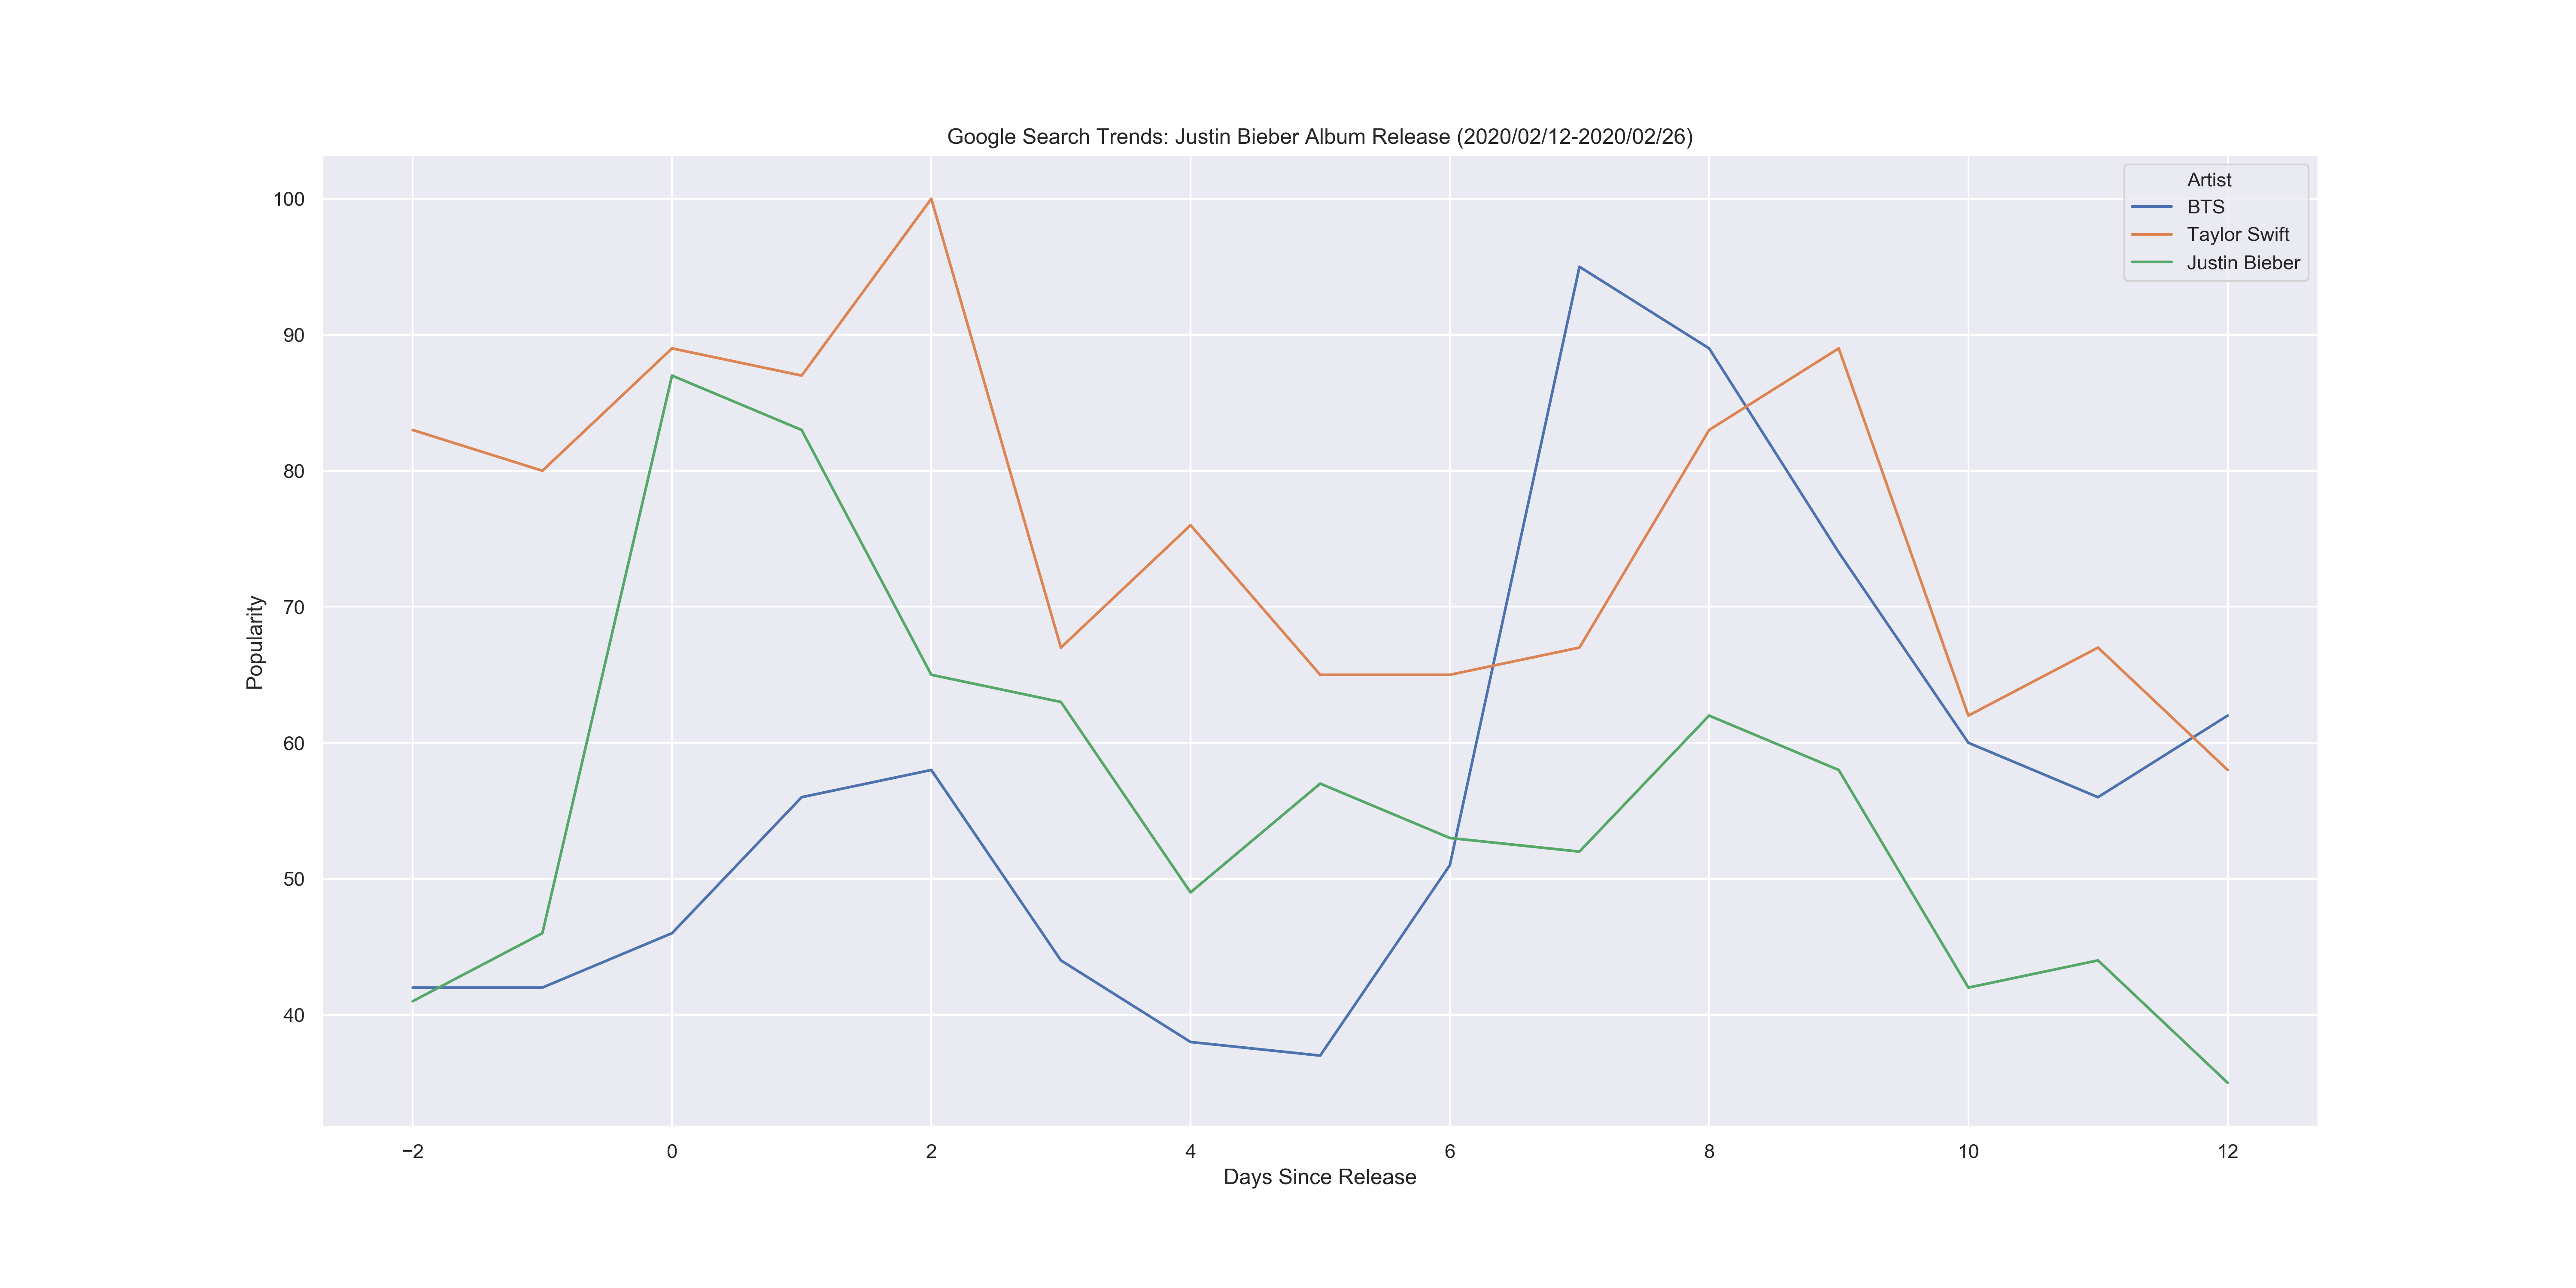 Google Search Trends: Justin Bieber Album Release (2020/02/12-2020/02/26)
Artist
BTS
Taylor Swift
Justin Bieber
Popularity
100
90
80
70
60
50
40
−2 0 2 4 6 8 10 12
Days Since Release